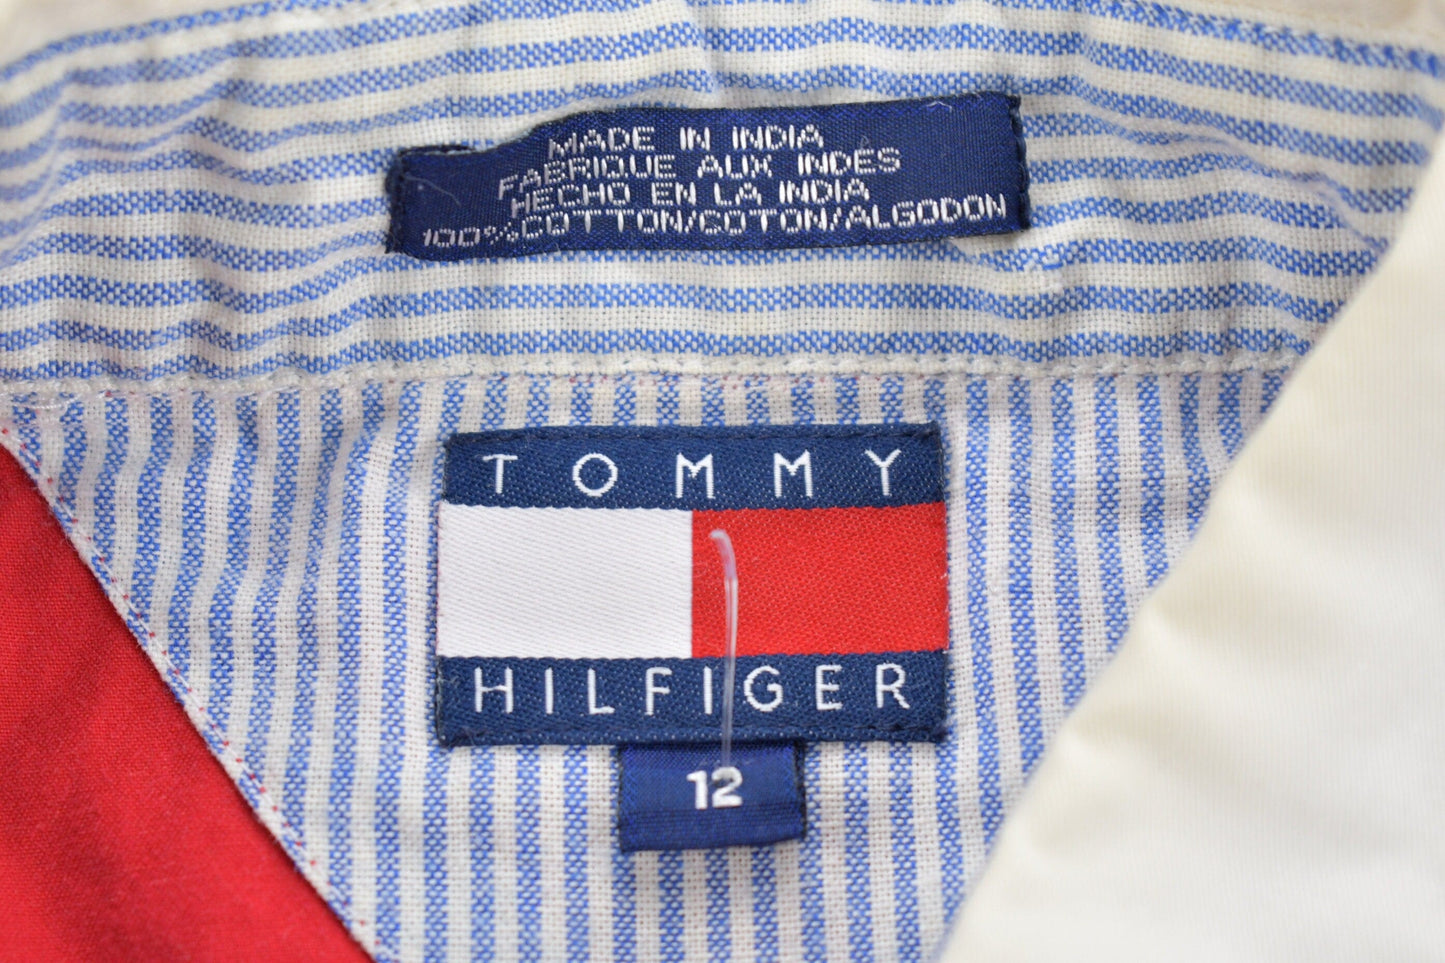 MADE IN INDIA
FABRIQUE AUX INDES
HECHO EN LA INDIA
100%COTTON/COTON/ALGODON
TOMMY
HILFIGER
12